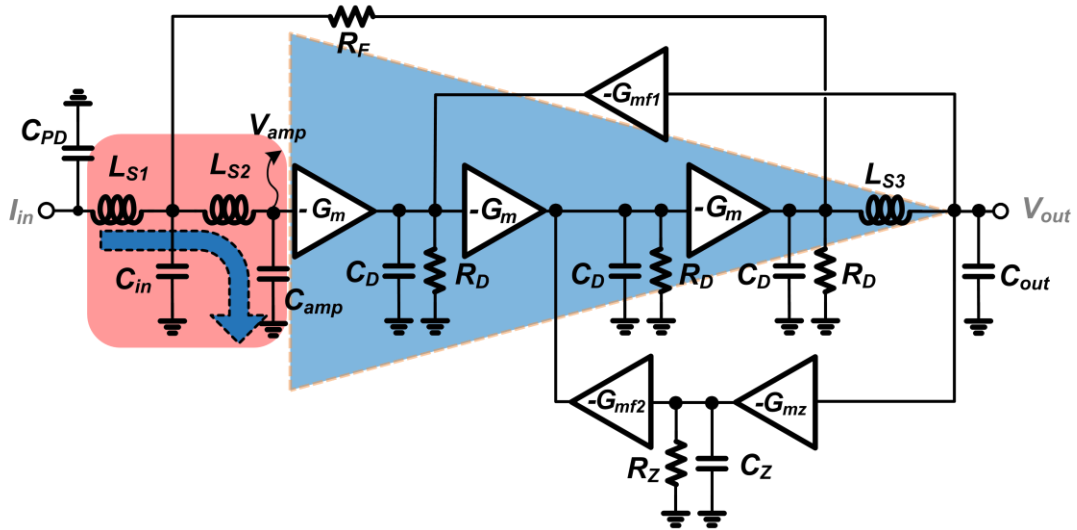 R_F
-G_mf1
C_PD
V_amp
L_S1
L_S2
L_S3
I_in
-G_m
-G_m
-G_m
V_out
C_in
C_amp
C_D
R_D
C_D
R_D
C_D
R_D
C_out
-G_mf2
-G_mz
R_Z
C_Z